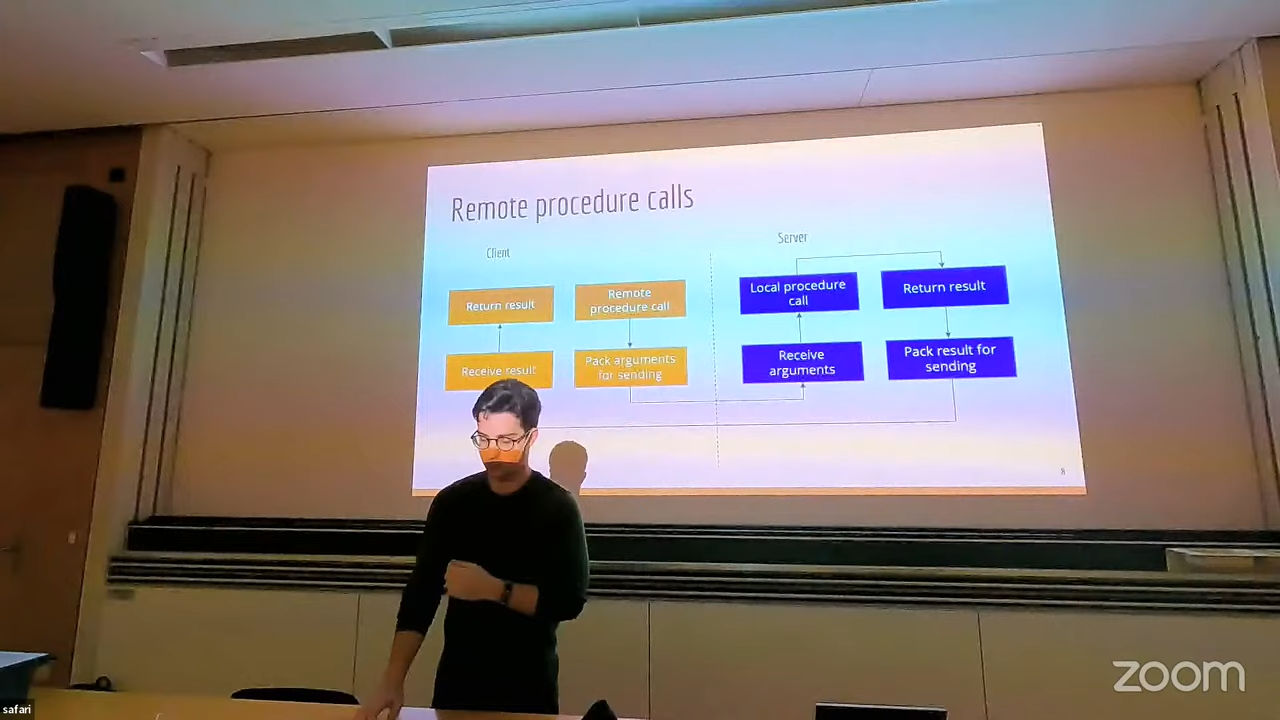 Remote procedure calls
Client
Server
Return result
Remote
procedure call
Local procedure
call
Return result
Receive result
Pack arguments
for sending
Receive
arguments
Pack result for
sending
8
zoom
safari